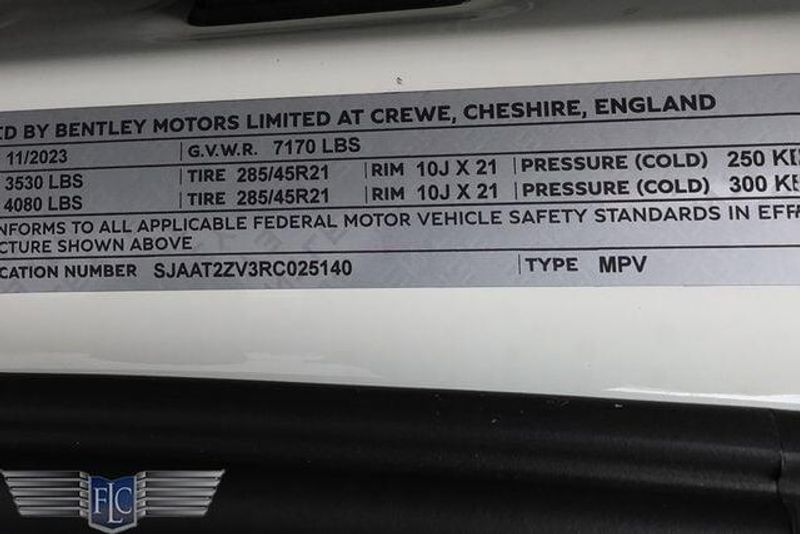 ED BY BENTLEY MOTORS LIMITED AT CREWE, CHESHIRE, ENGLAND
11/2023 G.V.W.R. 7170 LBS
3530 LBS TIRE 285/45R21 RIM 10J X 21 PRESSURE (COLD) 250 K
4080 LBS TIRE 285/45R21 RIM 10J X 21 PRESSURE (COLD) 300 K
NFORMS TO ALL APPLICABLE FEDERAL MOTOR VEHICLE SAFETY STANDARDS IN EFF
CTURE SHOWN ABOVE
CATION NUMBER SJAAT2ZV3RC025140 TYPE MPV
FLC